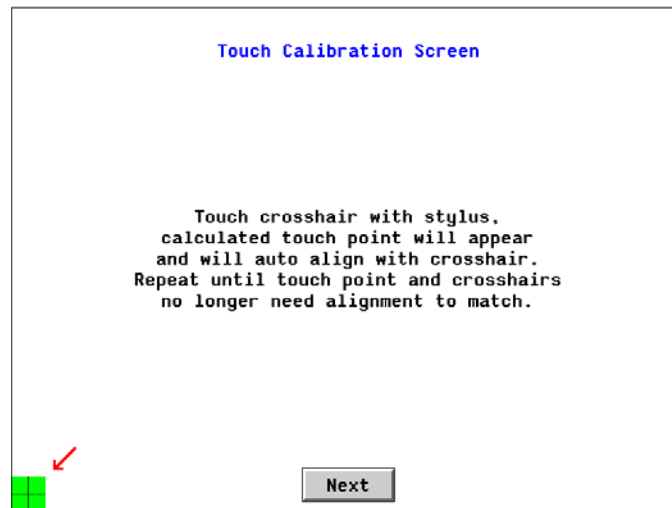 Touch Calibration Screen
Touch crosshair with stylus,
calculated touch point will appear
and will auto align with crosshair.
Repeat until touch point and crosshairs
no longer need alignment to match.
Next